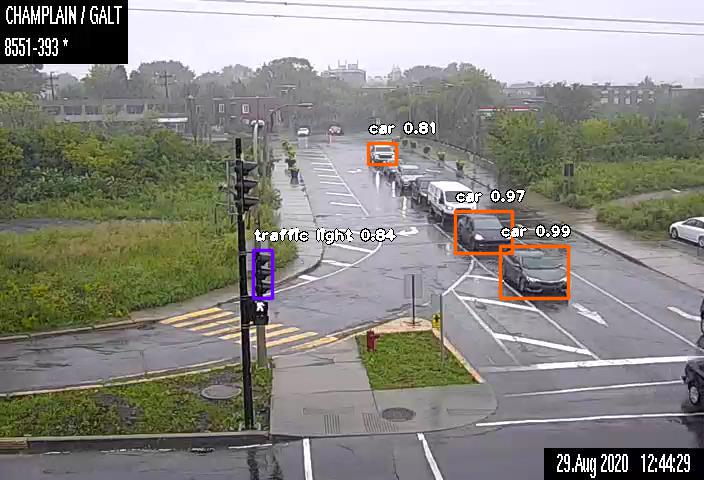 CHAMPLAIN / GALT
8551-393 *
car 0.81
car 0.97
car 0.99
traffic light 0.84
29.Aug 2020 12:44:29